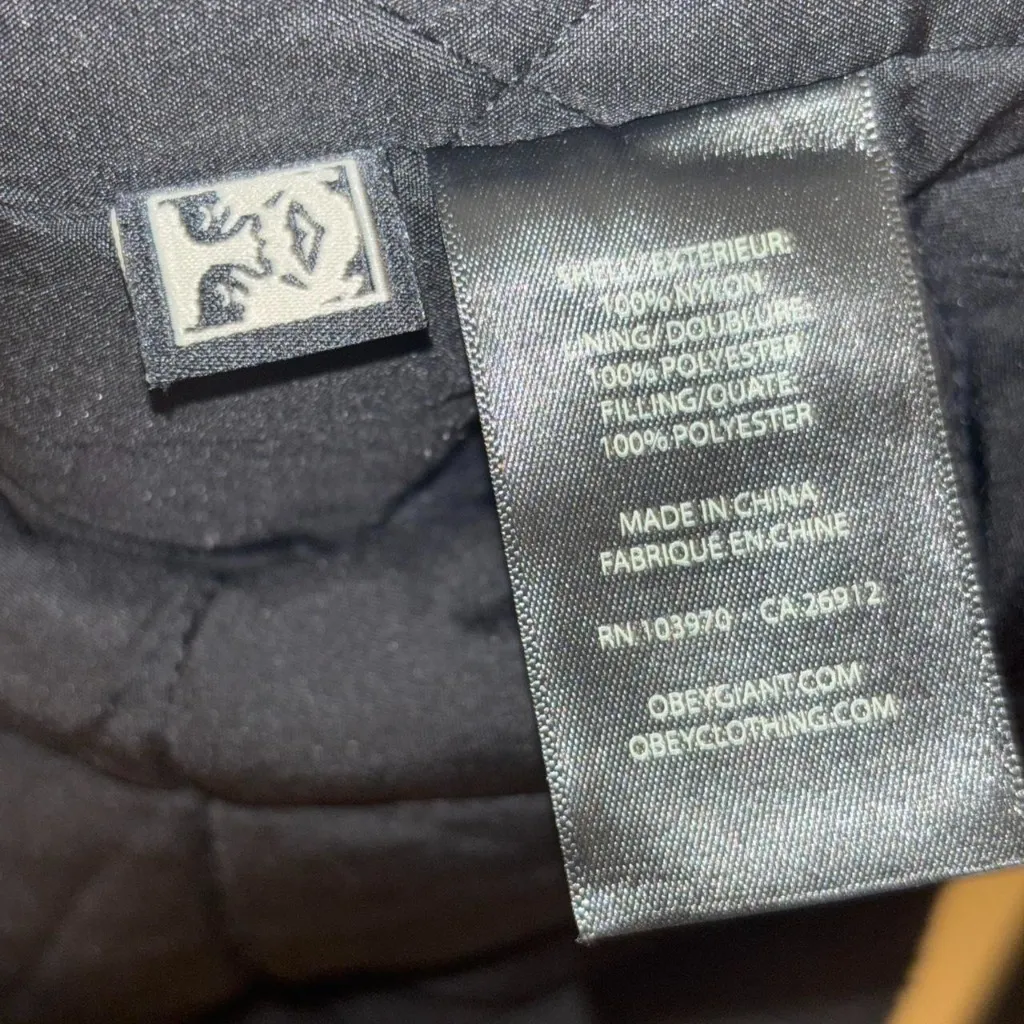 SHELL/EXTERIEUR:
100% NYLON
LINING/ DOUBLURE:
100% POLYESTER
FILLING/OUATE
100% POLYESTER
MADE IN CHINA
FABRIQUÉ EN CHINE
RN 103970 CA 26912
OBEYGIANT.COM
OBEYCLOTHING.COM